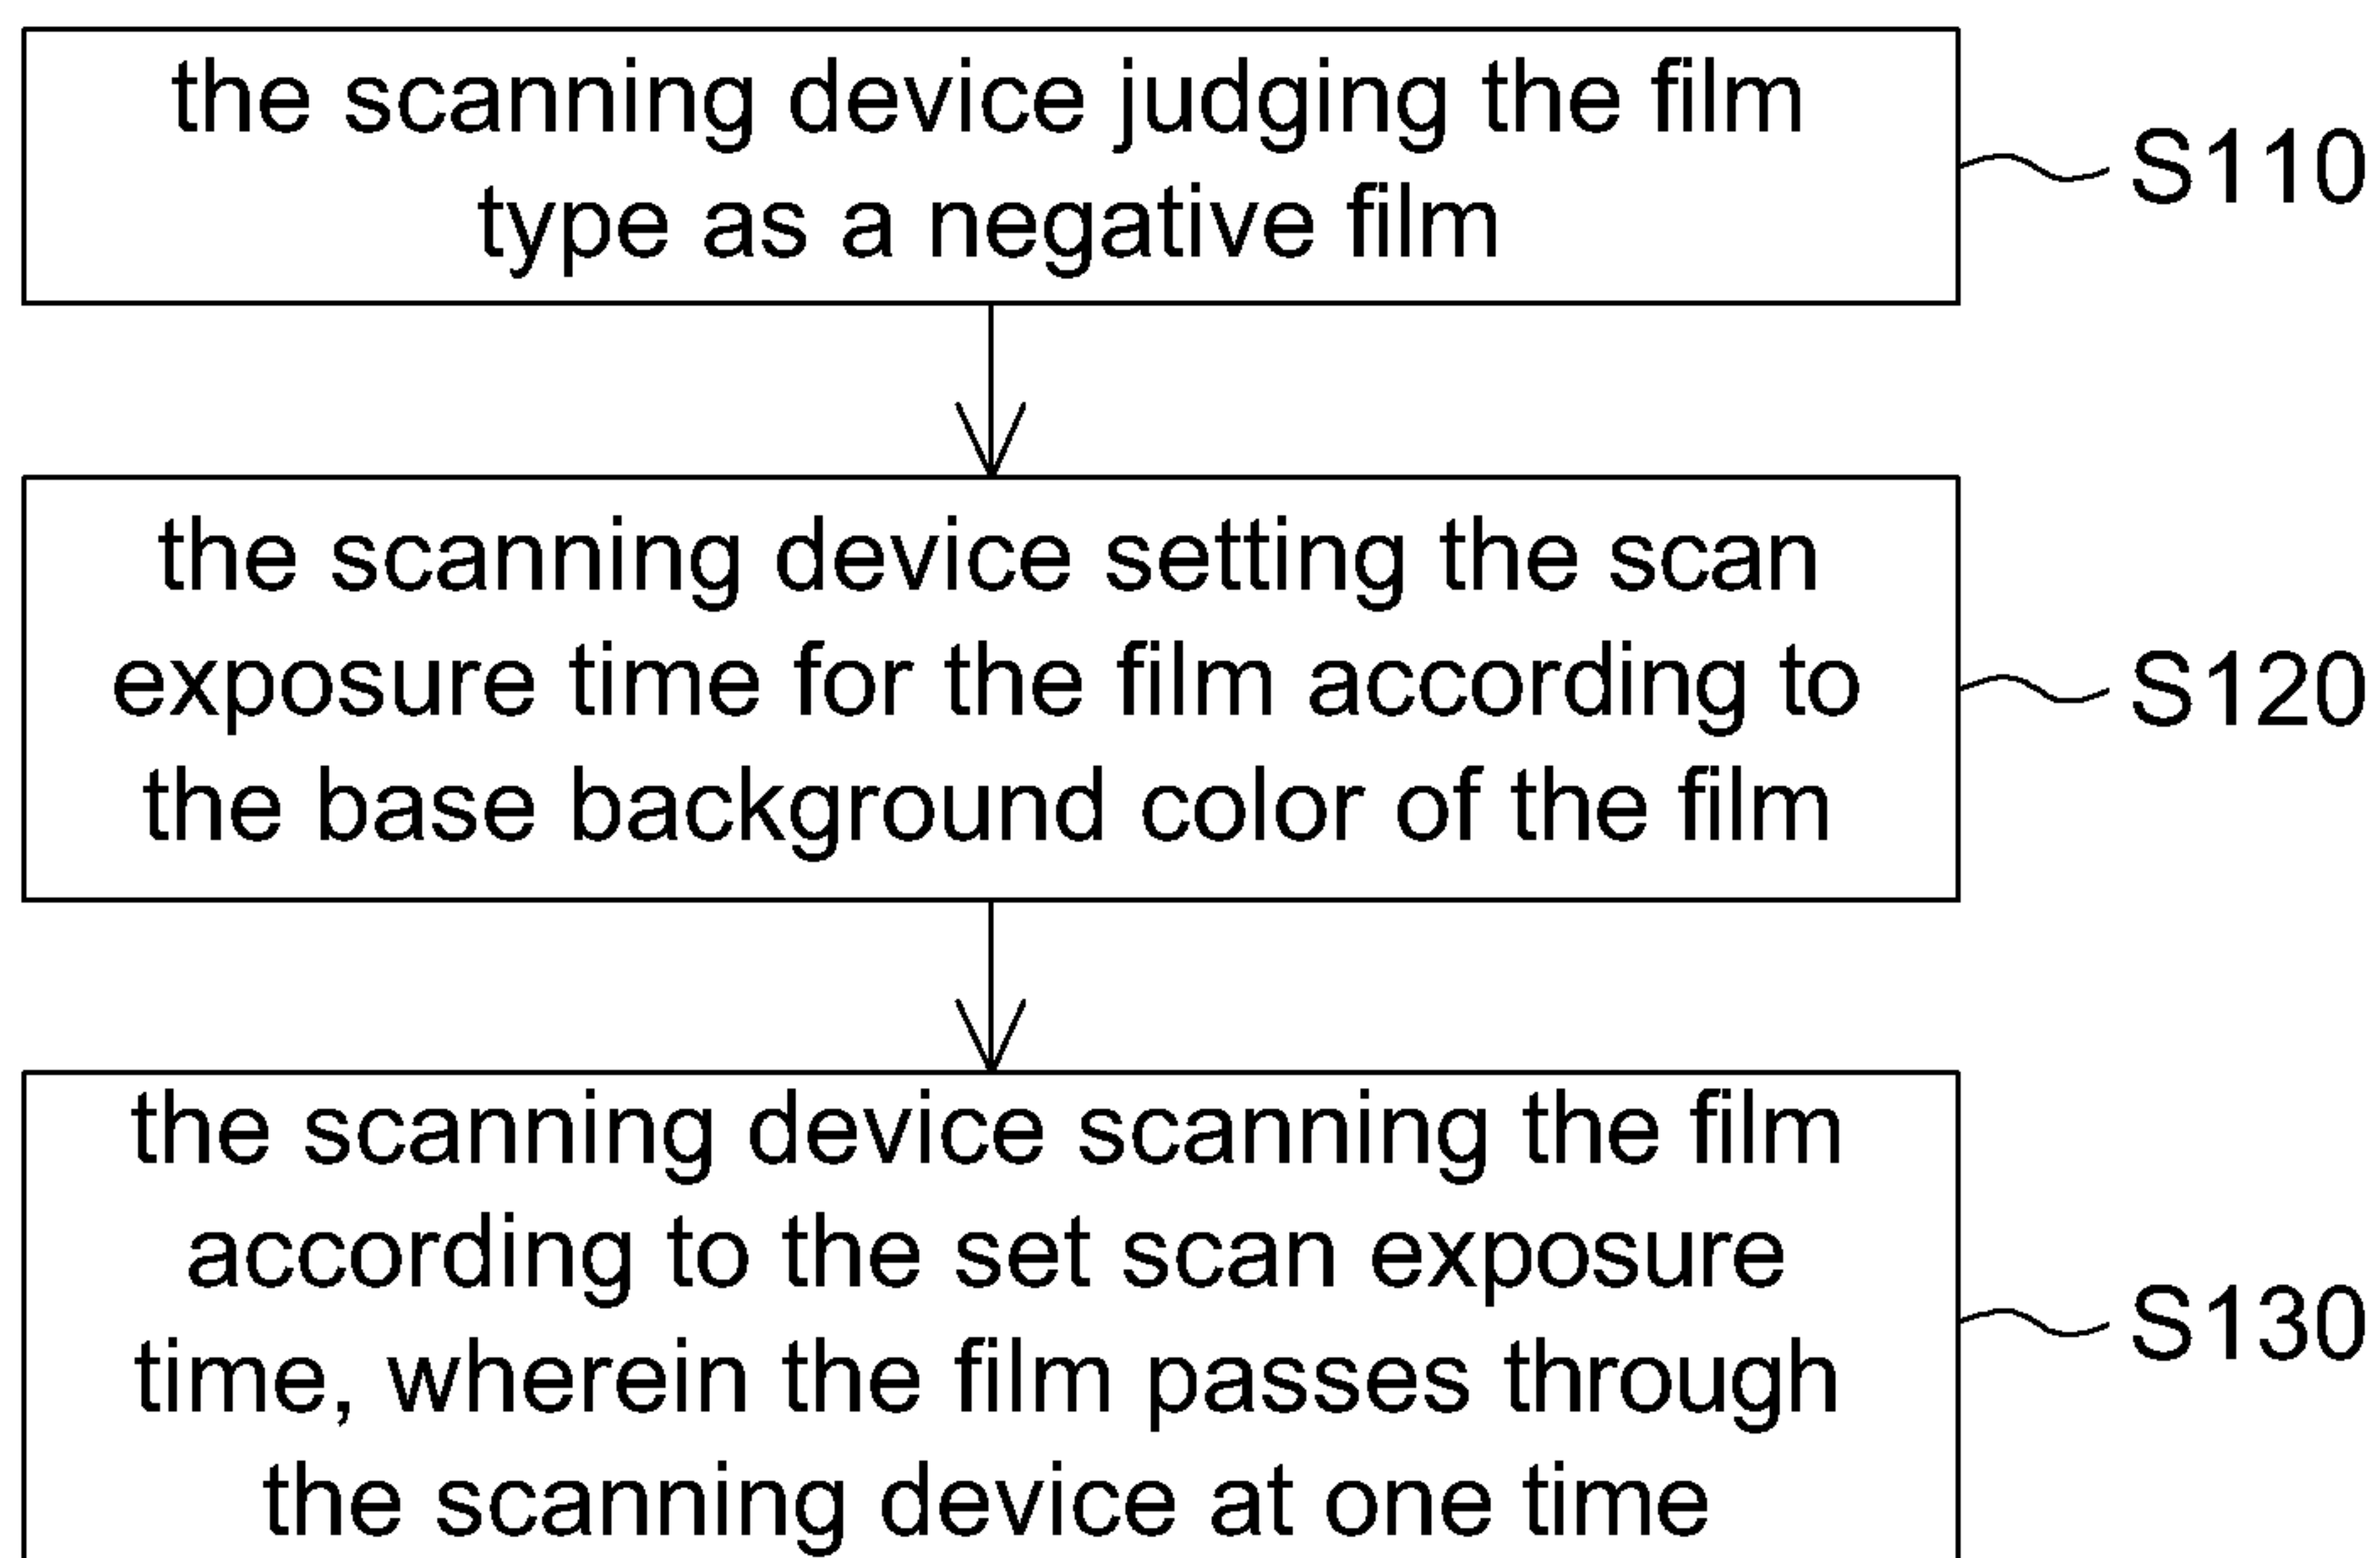 the scanning device judging the film
type as a negative film
S110
the scanning device setting the scan
exposure time for the film according to
the base background color of the film
S120
the scanning device scanning the film
according to the set scan exposure
time, wherein the film passes through
the scanning device at one time
S130